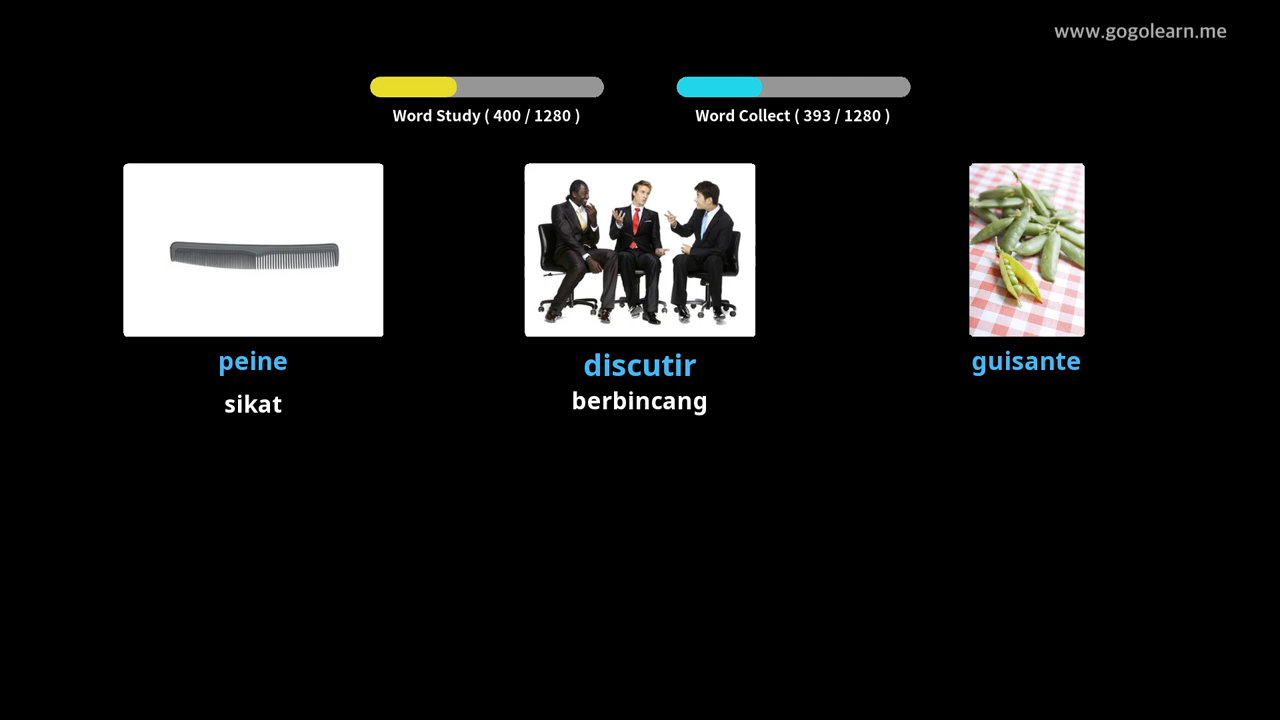 www.gogolearn.me
Word Study ( 400 / 1280 )
Word Collect ( 393 / 1280 )
peine
discutir
guisante
sikat
berbincang